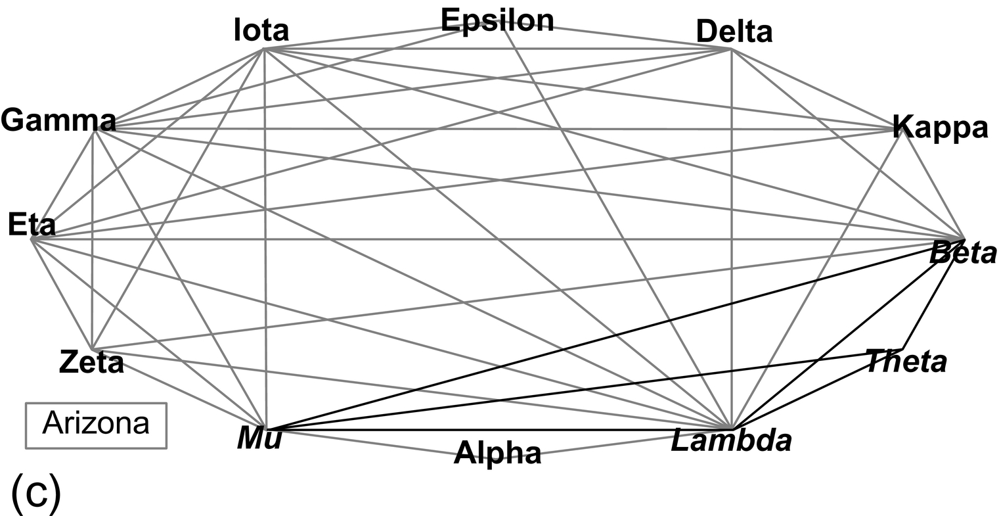 Epsilon
Iota
Delta
Gamma
Kappa
Eta
Beta
Zeta
Theta
Arizona
Mu
Alpha
Lambda
(c)